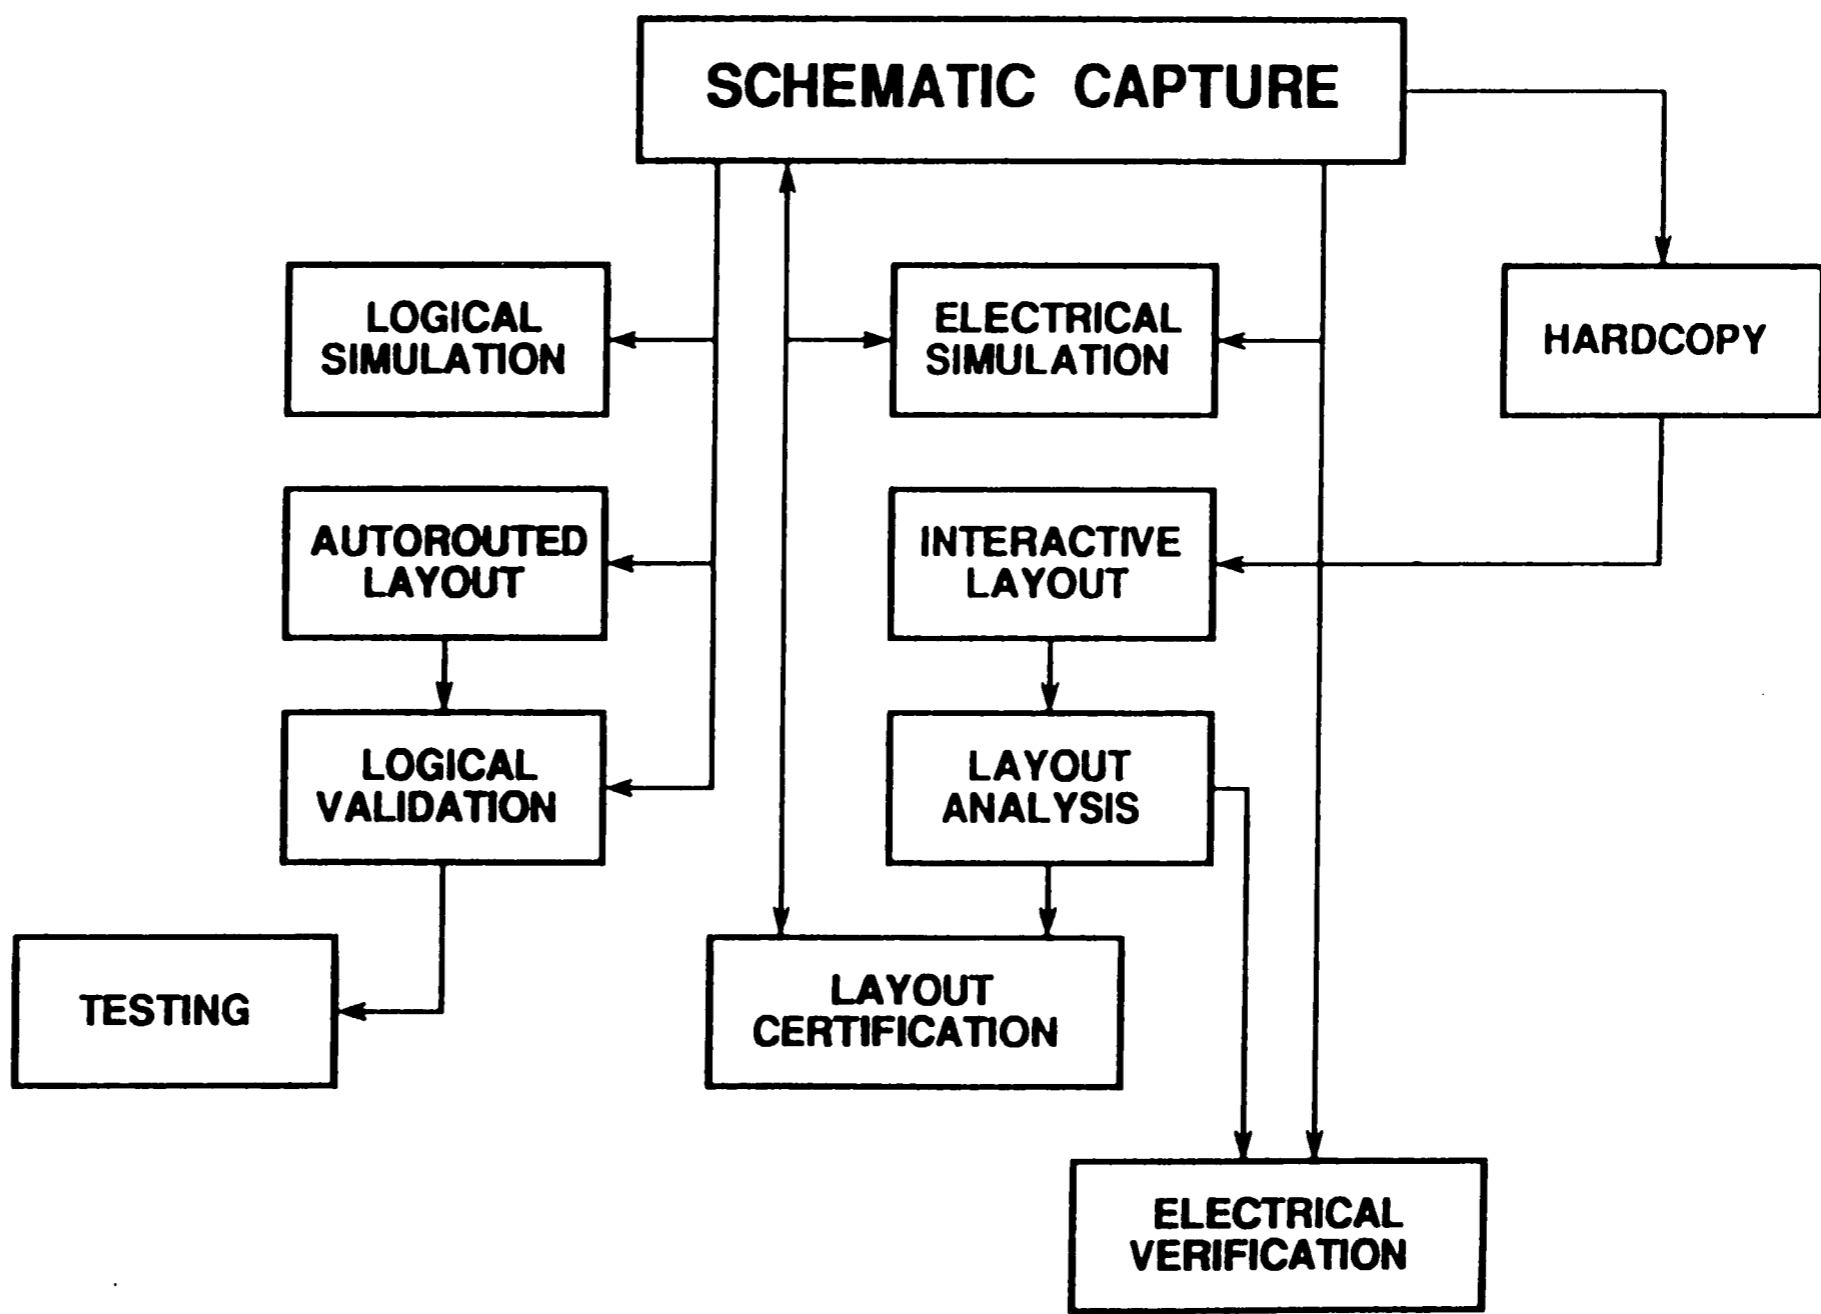 SCHEMATIC CAPTURE
LOGICAL
SIMULATION
ELECTRICAL
SIMULATION
HARDCOPY
AUTOROUTED
LAYOUT
INTERACTIVE
LAYOUT
LOGICAL
VALIDATION
LAYOUT
ANALYSIS
TESTING
LAYOUT
CERTIFICATION
ELECTRICAL
VERIFICATION